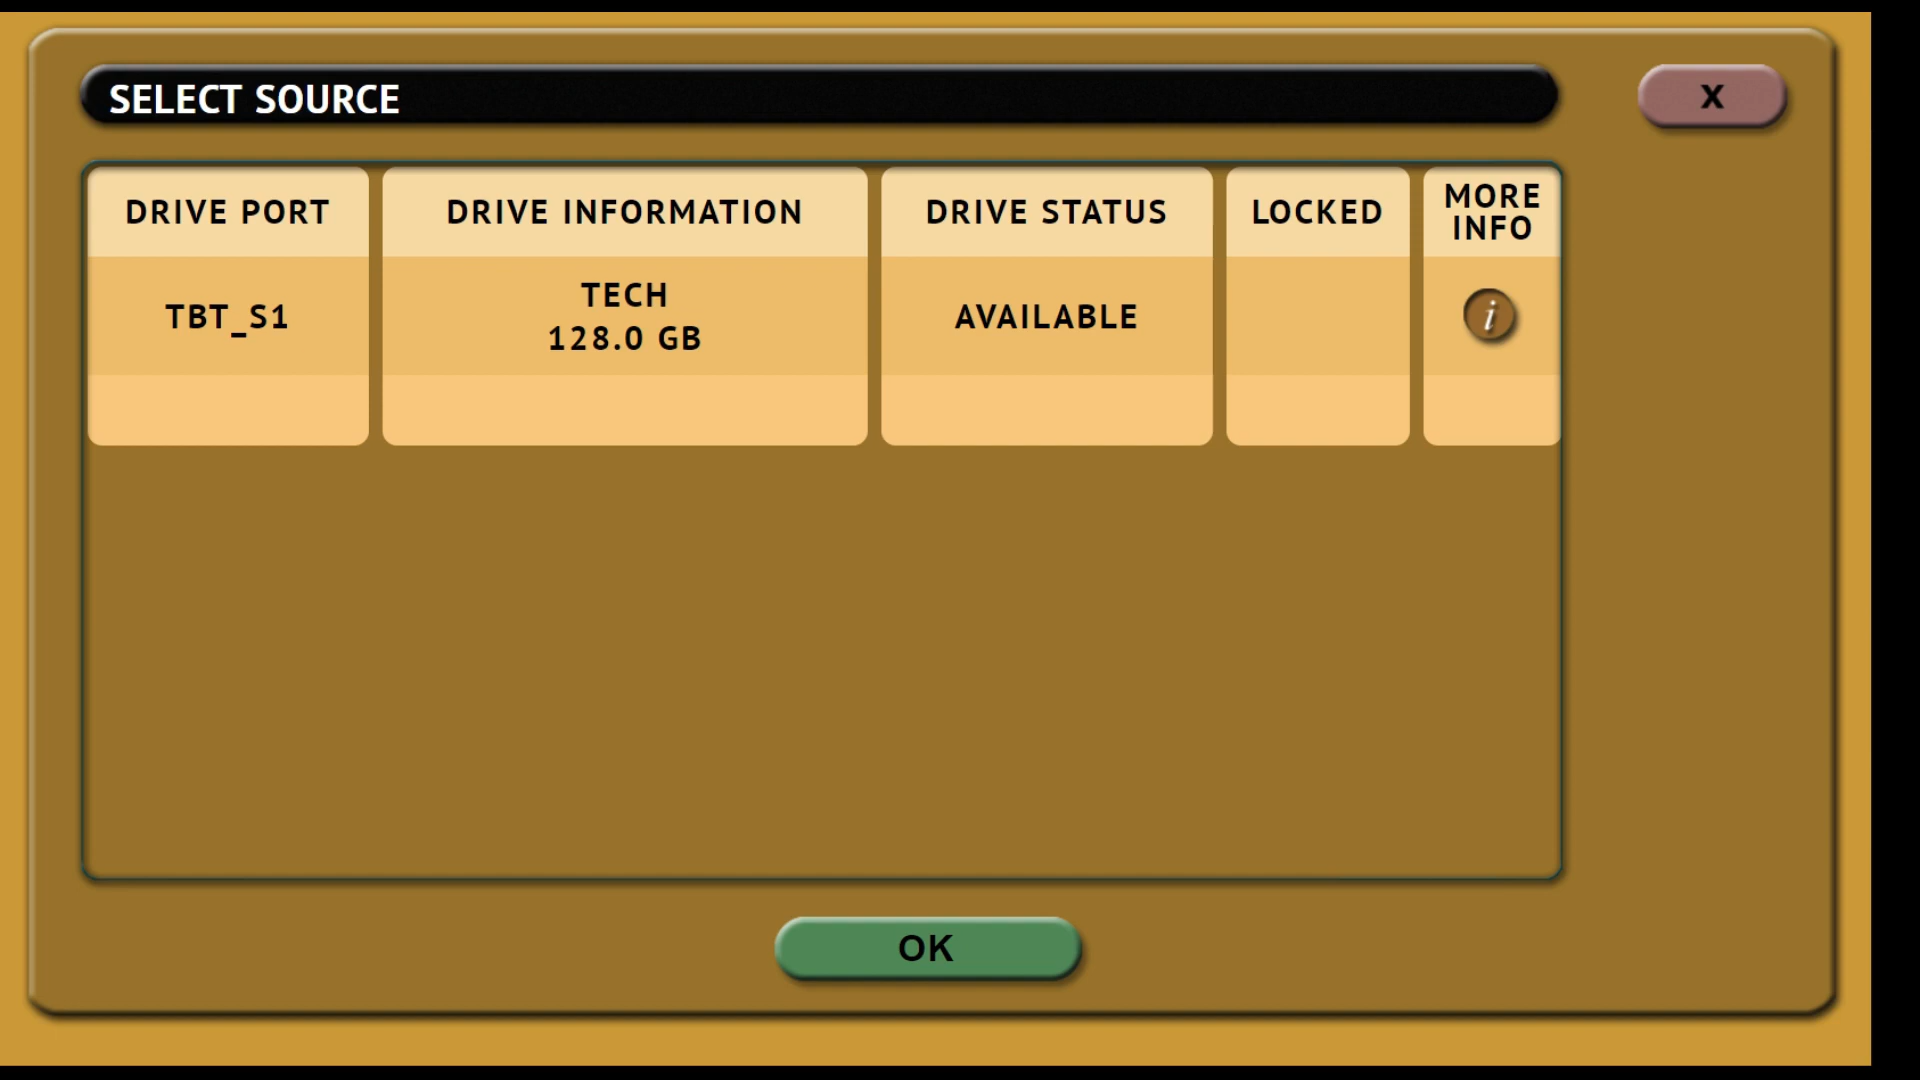 SELECT SOURCE
X
DRIVE PORT
DRIVE INFORMATION
DRIVE STATUS
LOCKED
MORE
INFO
TBT_S1
TECH
128.0 GB
AVAILABLE
i
OK